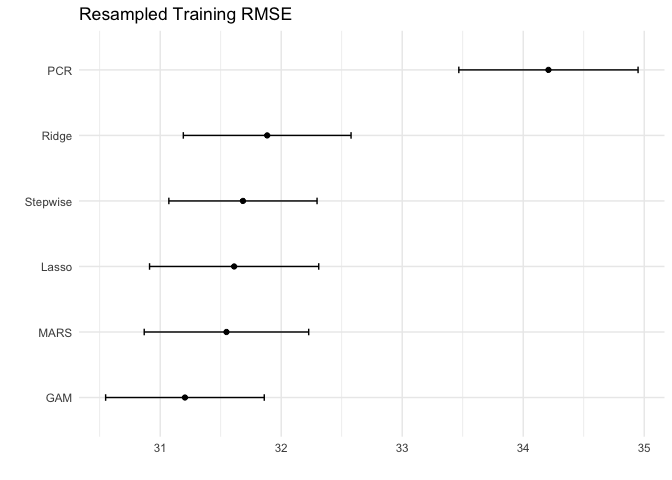 Resampled Training RMSE
PCR
Ridge
Stepwise
Lasso
MARS
GAM
31 32 33 34 35